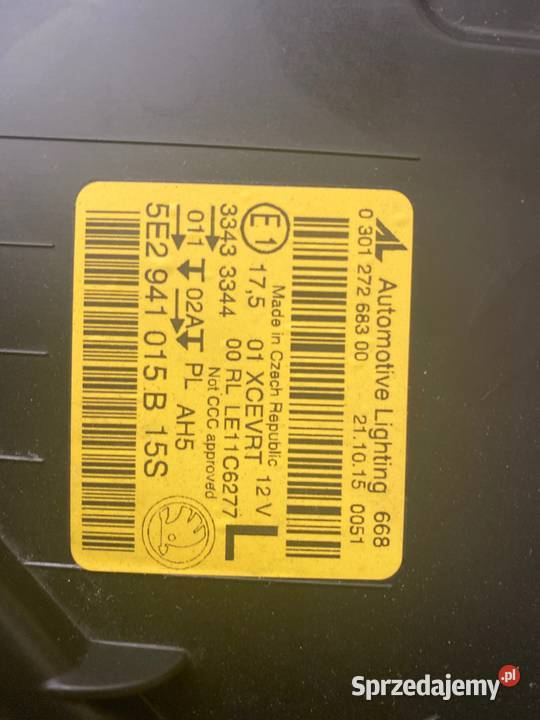 AL Automotive Lighting 668
0 301 272 683 00 21.10.15 0051
Made in Czech Republic 12 V
E1 17,5 01 XCEVRT L
3343 3344 00 RL LE11C6277
Not CCC approved
011 02A PL AH5
5E2 941 015 B 15S
Sprzedajemy.pl